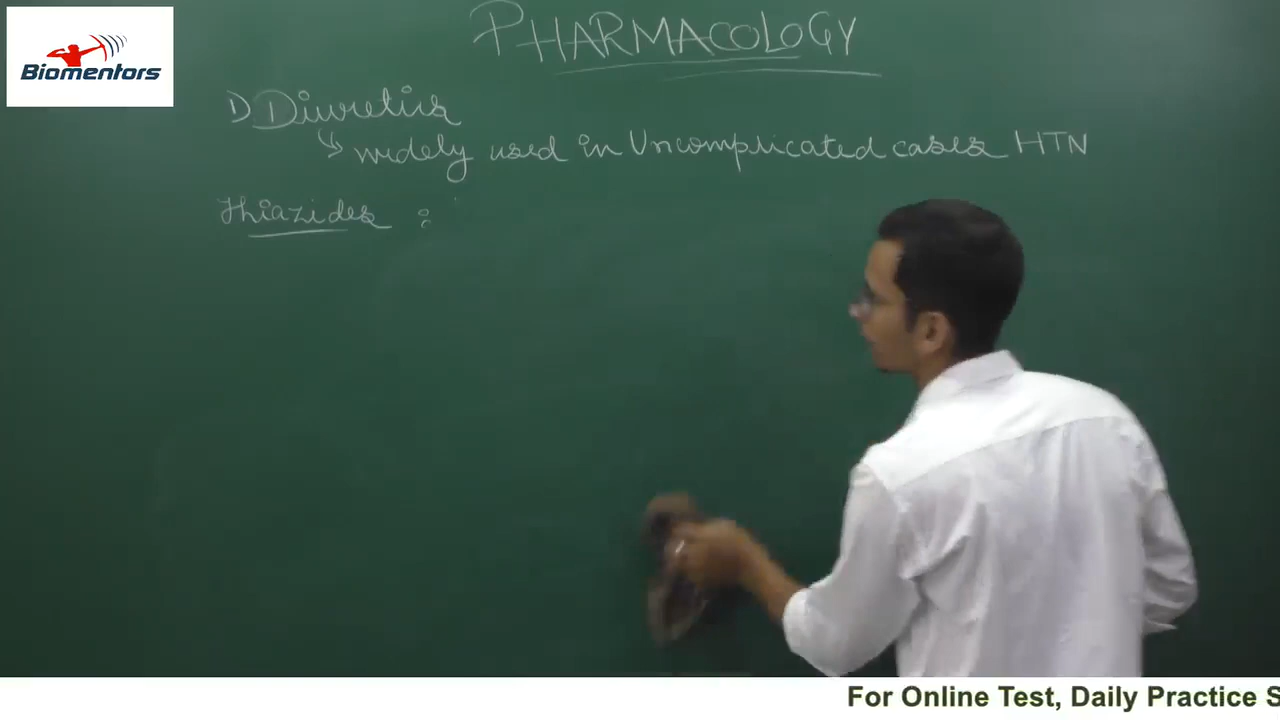 Biomentors
PHARMACOLOGY
1) Diuretics
↳ widely used in Uncomplicated cases HTN
Thiazides :
For Online Test, Daily Practice S